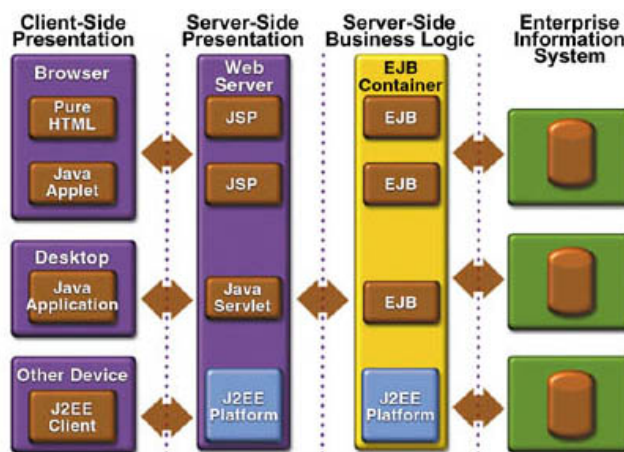 Client-Side
Presentation
Server-Side
Presentation
Server-Side
Business Logic
Enterprise
Information
System
Browser
Pure
HTML
Java
Applet
Desktop
Java
Application
Other Device
J2EE
Client
Web
Server
JSP
JSP
Java
Servlet
J2EE
Platform
EJB
Container
EJB
EJB
EJB
J2EE
Platform